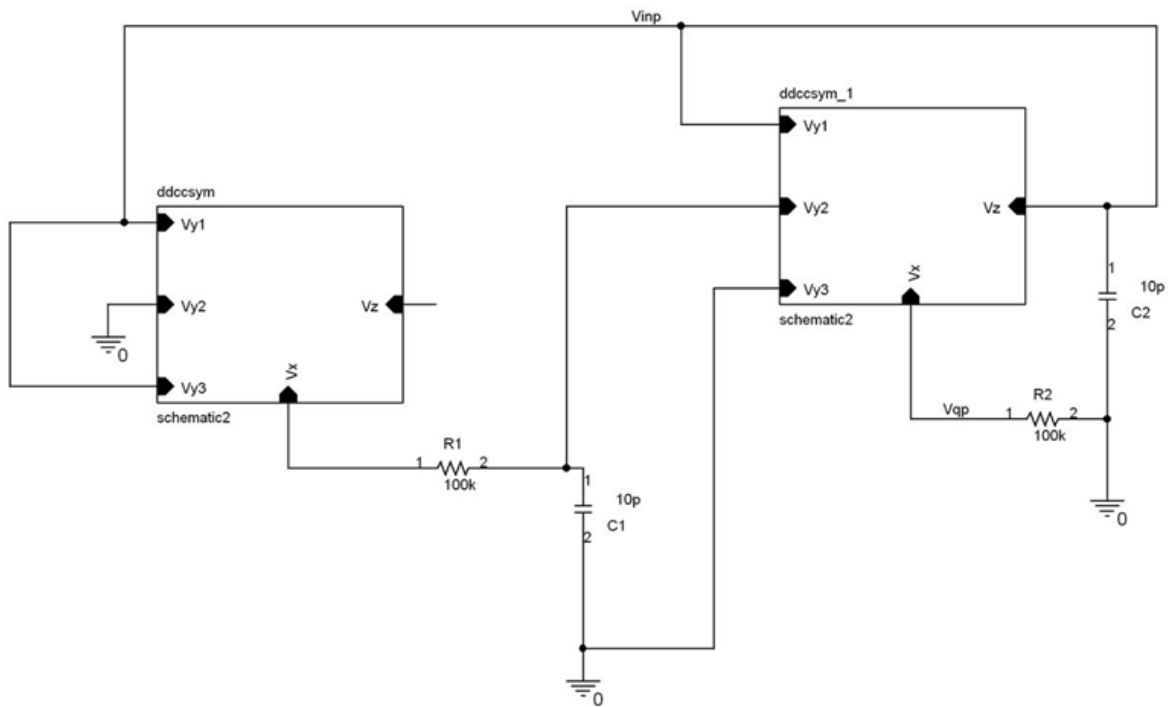 Vinp
ddccsym_1
Vy1
Vy2
Vz
Vy3
Vx
schematic2
1
10p
C2
2
ddccsym
Vy1
Vy2
Vz
0
Vy3
Vx
schematic2
Vqp
1
R2
2
100k
0
R1
1
2
100k
1
10p
C1
2
0